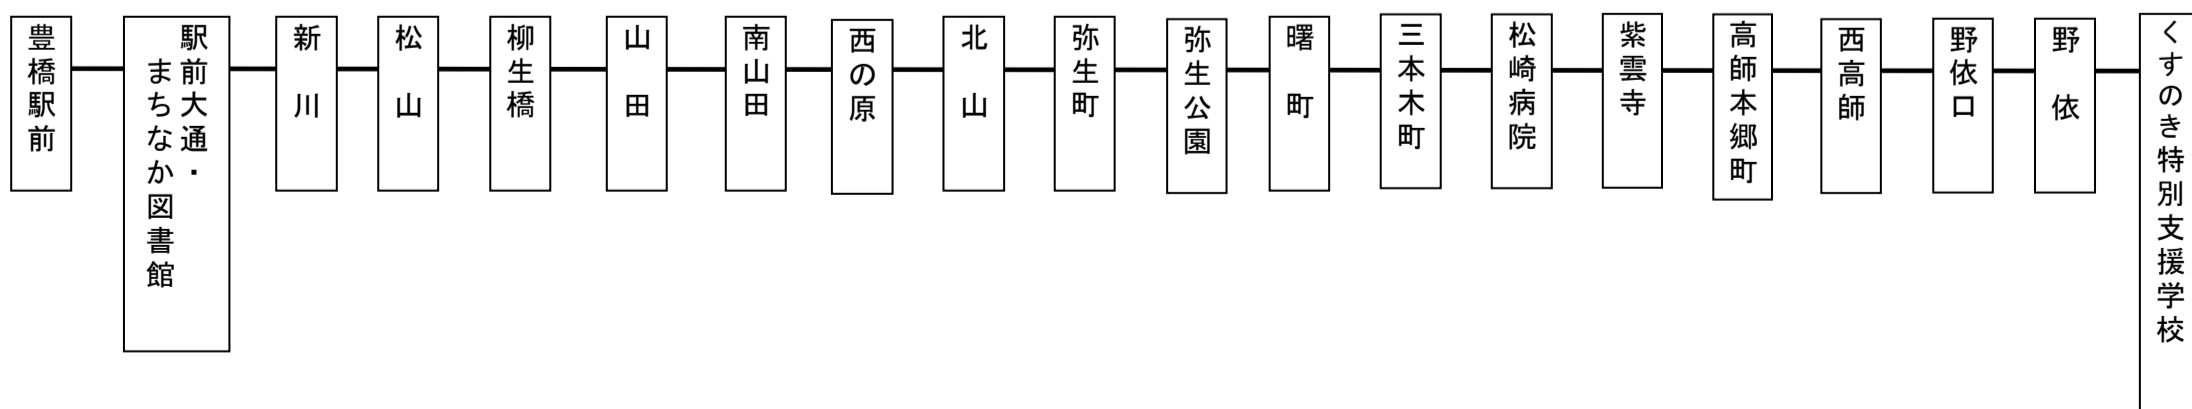 豊橋駅前
駅前大通・
まちなか図書館
新川
松山
柳生橋
山田
南山田
西の原
北山
弥生町
弥生公園
曙町
三本木町
松崎病院
紫雲寺
高師本郷町
西高師
野依口
野依
くすのき特別支援学校